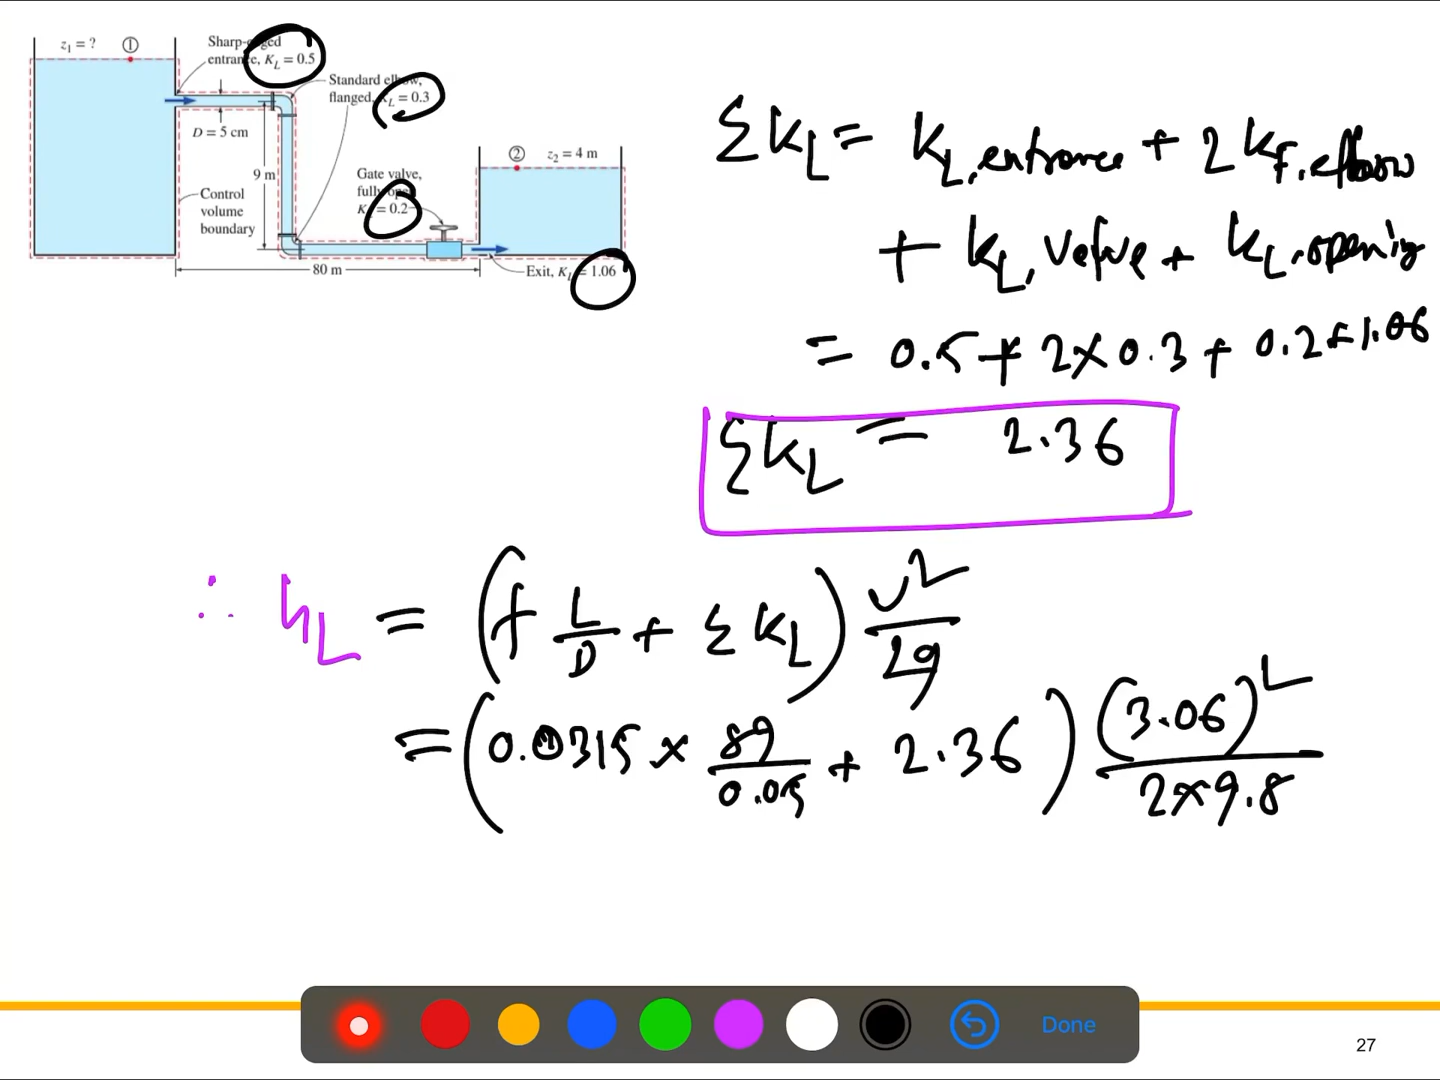 z₁ = ? ①
Sharp-edged
entrance, K_L = 0.5
Standard elbow,
flanged, K_L = 0.3
D = 5 cm
② z₂ = 4 m
9 m
Gate valve,
fully open
K_L = 0.2
Control
volume
boundary
80 m
Exit, K_L = 1.06
ΣK_L = K_L,entrance + 2 K_f,elbow
+ K_L,valve + K_L,opening
= 0.5 + 2×0.3 + 0.2 + 1.06
ΣK_L = 2.36
∴ h_L = (f L/D + ΣK_L) v²/2g
= (0.0315 × 89/0.05 + 2.36) (3.06)²/2×9.8
Done
27